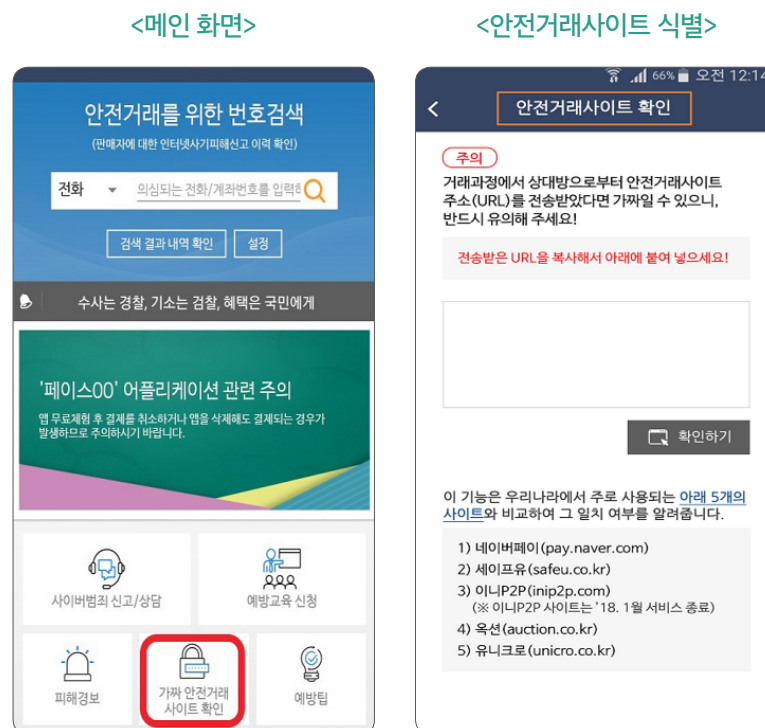 <메인 화면>
안전거래를 위한 번호검색
(판매자에 대한 인터넷사기피해신고 이력 확인)
전화
의심되는 전화/계좌번호를 입력
검색 결과 내역 확인
설정
수사는 경찰, 기소는 검찰, 혜택은 국민에게
'페이스00' 어플리케이션 관련 주의
앱 무료체험 후 결제를 취소하거나 앱을 삭제해도 결제되는 경우가
발생하므로 주의하시기 바랍니다.
사이버범죄 신고/상담
예방교육 신청
피해경보
가짜 안전거래
사이트 확인
예방팁
<안전거래사이트 식별>
66% 오전 12:14
안전거래사이트 확인
주의
거래과정에서 상대방으로부터 안전거래사이트
주소(URL)를 전송받았다면 가짜일 수 있으니,
반드시 유의해 주세요!
전송받은 URL을 복사해서 아래에 붙여 넣으세요!
확인하기
이 기능은 우리나라에서 주로 사용되는 아래 5개의
사이트와 비교하여 그 일치 여부를 알려줍니다.
1) 네이버페이(pay.naver.com)
2) 세이프유(safeu.co.kr)
3) 이니P2P(inip2p.com)
(※ 이니P2P 사이트는 '18. 1월 서비스 종료)
4) 옥션(auction.co.kr)
5) 유니크로(unicro.co.kr)